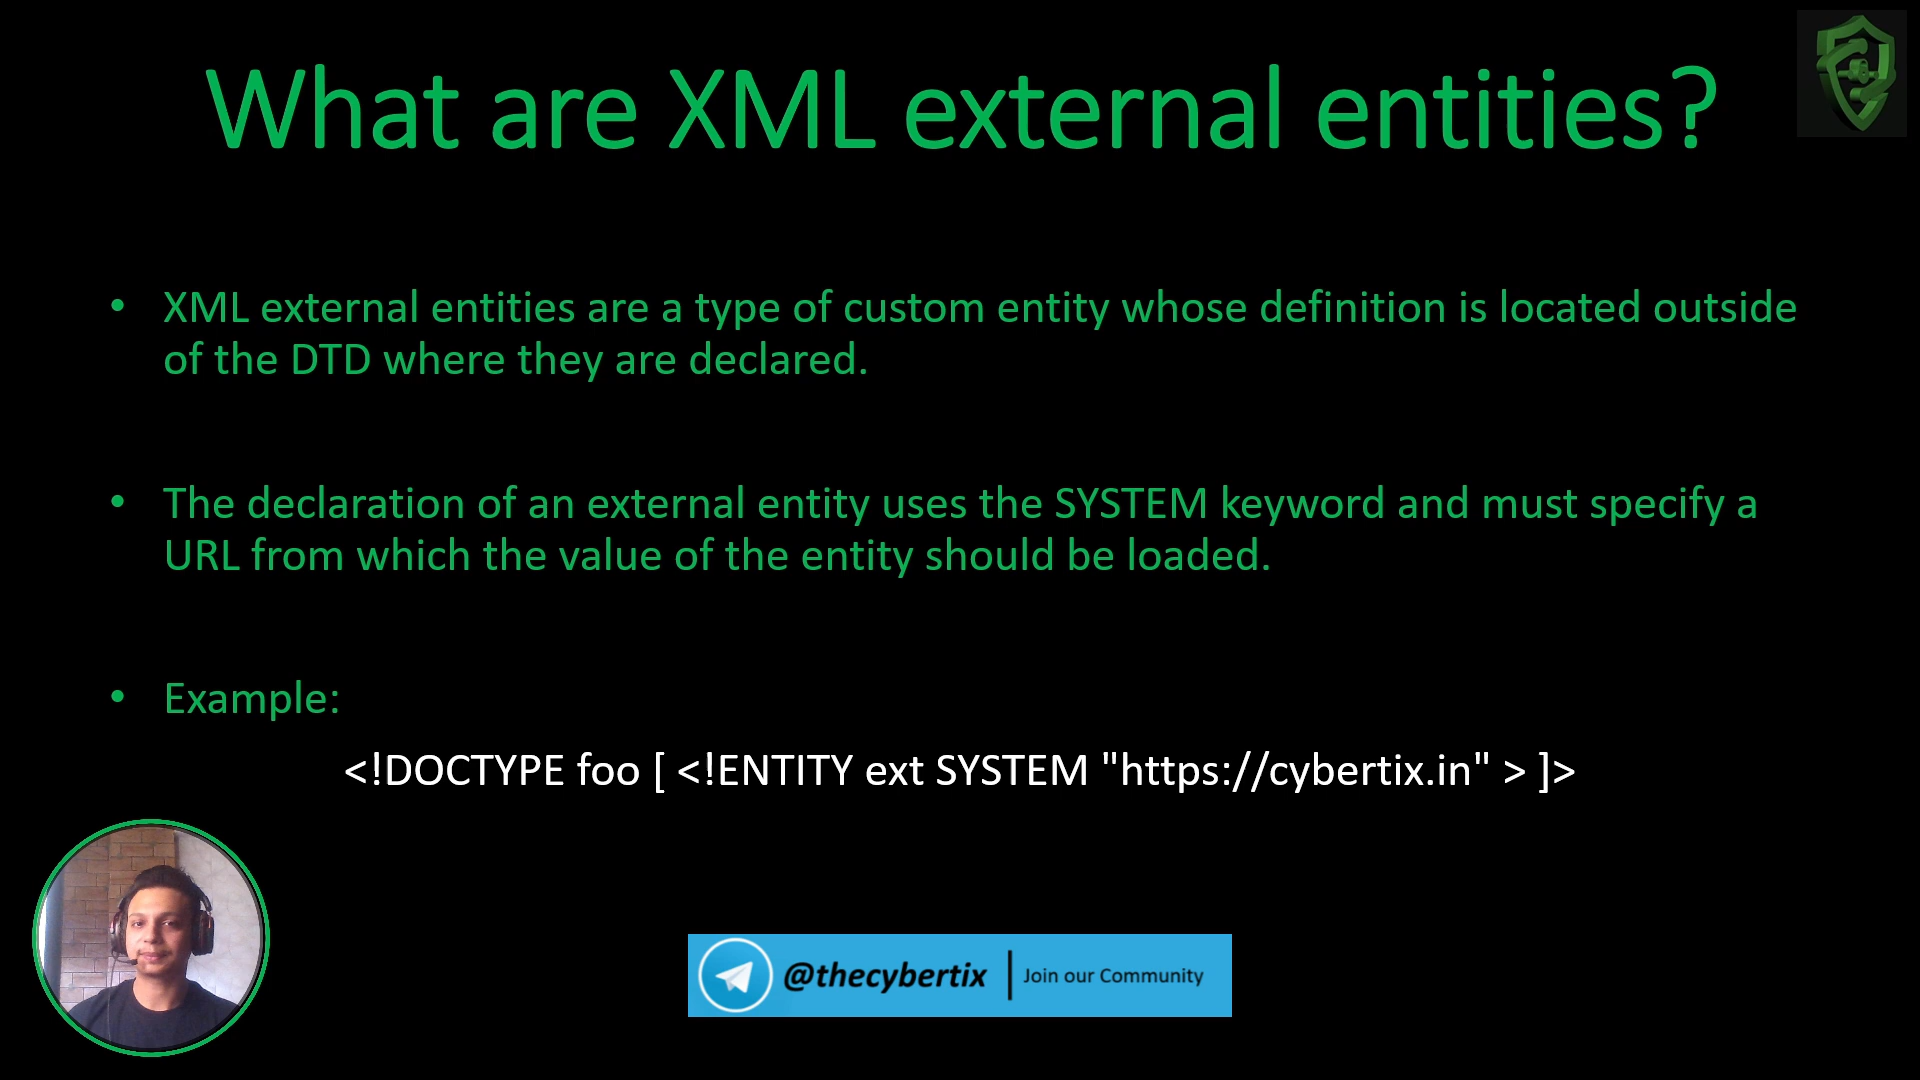 What are XML external entities?
• XML external entities are a type of custom entity whose definition is located outside
of the DTD where they are declared.
• The declaration of an external entity uses the SYSTEM keyword and must specify a
URL from which the value of the entity should be loaded.
• Example:
<!DOCTYPE foo [ <!ENTITY ext SYSTEM "https://cybertix.in" > ]>
@thecybertix | Join our Community